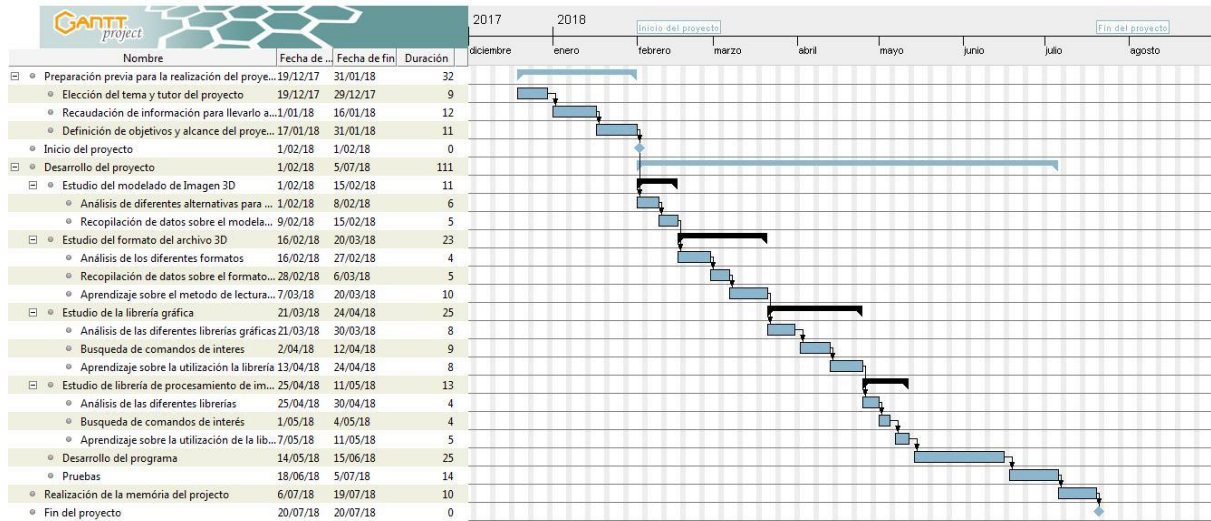 GANTT project
2017 2018
Inicio del proyecto Fin del proyecto
diciembre enero febrero marzo abril mayo junio julio agosto
Nombre Fecha de ... Fecha de fin Duración
Preparación previa para la realización del proye... 19/12/17 31/01/18 32
Elección del tema y tutor del proyecto 19/12/17 29/12/17 9
Recaudación de información para llevarlo a... 1/01/18 16/01/18 12
Definición de objetivos y alcance del proye... 17/01/18 31/01/18 11
Inicio del proyecto 1/02/18 1/02/18 0
Desarrollo del proyecto 1/02/18 5/07/18 111
Estudio del modelado de Imagen 3D 1/02/18 15/02/18 11
Análisis de diferentes alternativas para ... 1/02/18 8/02/18 6
Recopilación de datos sobre el modela... 9/02/18 15/02/18 5
Estudio del formato del archivo 3D 16/02/18 20/03/18 23
Análisis de los diferentes formatos 16/02/18 27/02/18 4
Recopilación de datos sobre el formato... 28/02/18 6/03/18 5
Aprendizaje sobre el metodo de lectura... 7/03/18 20/03/18 10
Estudio de la librería gráfica 21/03/18 24/04/18 25
Análisis de las diferentes librerías gráficas 21/03/18 30/03/18 8
Busqueda de comandos de interes 2/04/18 12/04/18 9
Aprendizaje sobre la utilización la librería 13/04/18 24/04/18 8
Estudio de librería de procesamiento de im... 25/04/18 11/05/18 13
Análisis de las diferentes librerías 25/04/18 30/04/18 4
Busqueda de comandos de interés 1/05/18 4/05/18 4
Aprendizaje sobre la utilización de la lib... 7/05/18 11/05/18 5
Desarrollo del programa 14/05/18 15/06/18 25
Pruebas 18/06/18 5/07/18 14
Realización de la memória del projecto 6/07/18 19/07/18 10
Fin del proyecto 20/07/18 20/07/18 0